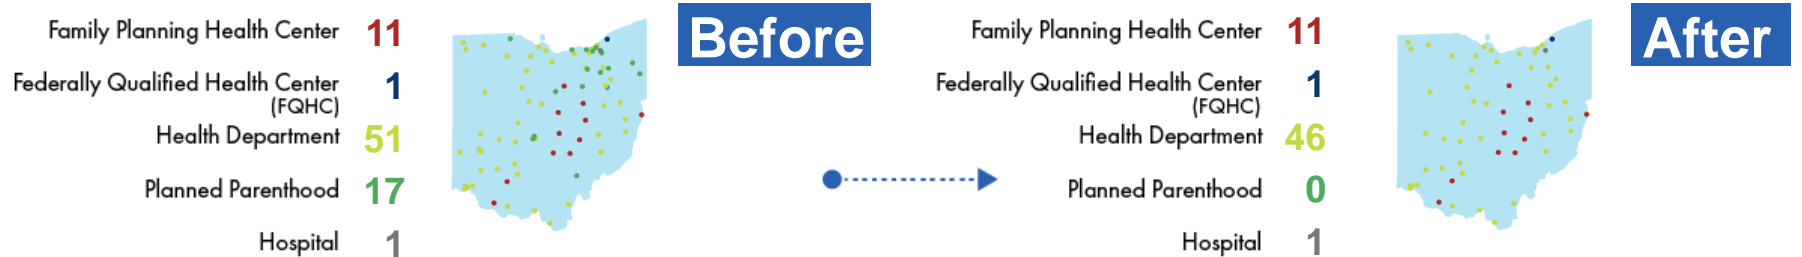 Before
Family Planning Health Center 11
Federally Qualified Health Center 1
(FQHC)
Health Department 51
Planned Parenthood 17
Hospital 1
After
Family Planning Health Center 11
Federally Qualified Health Center 1
(FQHC)
Health Department 46
Planned Parenthood 0
Hospital 1